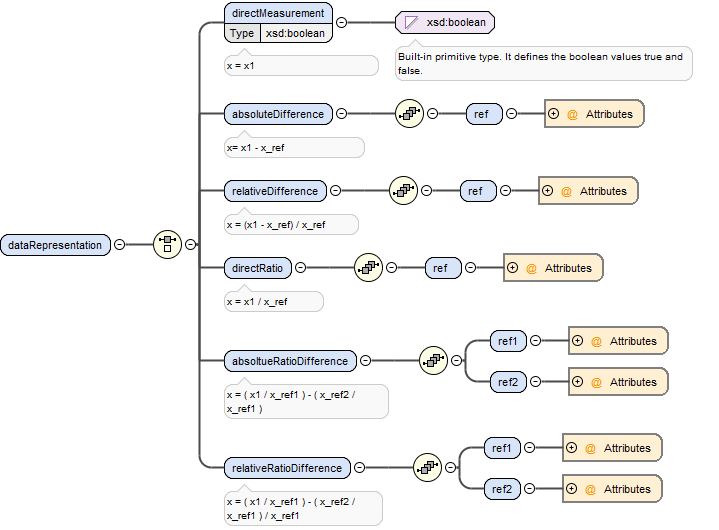 directMeasurement
Type xsd:boolean
xsd:boolean
x = x1
Built-in primitive type. It defines the boolean values true and
false.
absoluteDifference
ref
@ Attributes
x= x1 - x_ref
relativeDifference
ref
@ Attributes
x = (x1 - x_ref) / x_ref
dataRepresentation
directRatio
ref
@ Attributes
x = x1 / x_ref
absoltueRatioDifference
ref1
@ Attributes
ref2
@ Attributes
x = ( x1 / x_ref1 ) - ( x_ref2 /
x_ref1 )
relativeRatioDifference
ref1
@ Attributes
ref2
@ Attributes
x = ( x1 / x_ref1 ) - ( x_ref2 /
x_ref1 ) / x_ref1